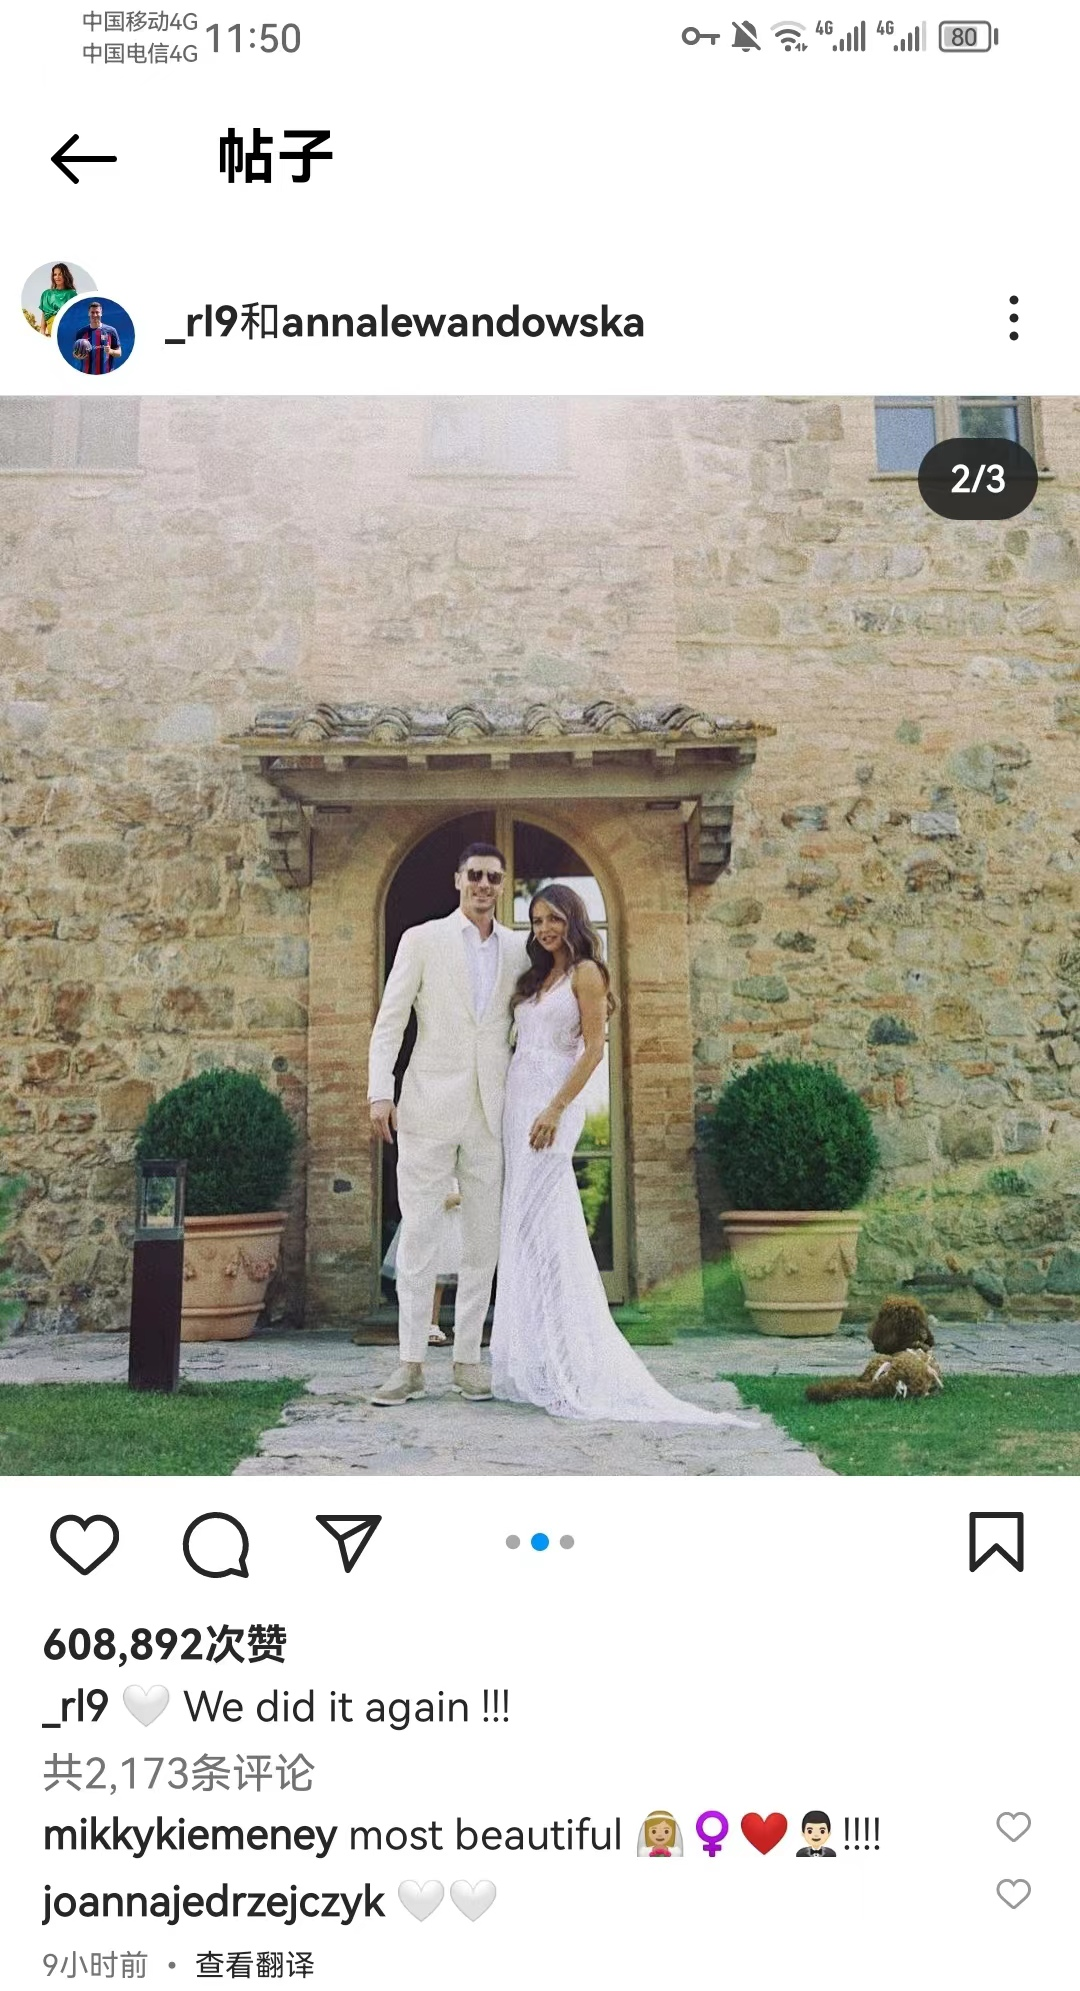 中国移动4G
中国电信4G
11:50
4G
4G
80
帖子
_rl9和annalewandowska
2/3
608,892次赞
_rl9 🤍 We did it again !!!
共2,173条评论
mikkykiemeney most beautiful 👰🏼‍♀️❤️🤵🏻!!!!
joannajedrzejczyk 🤍🤍
9小时前 • 查看翻译